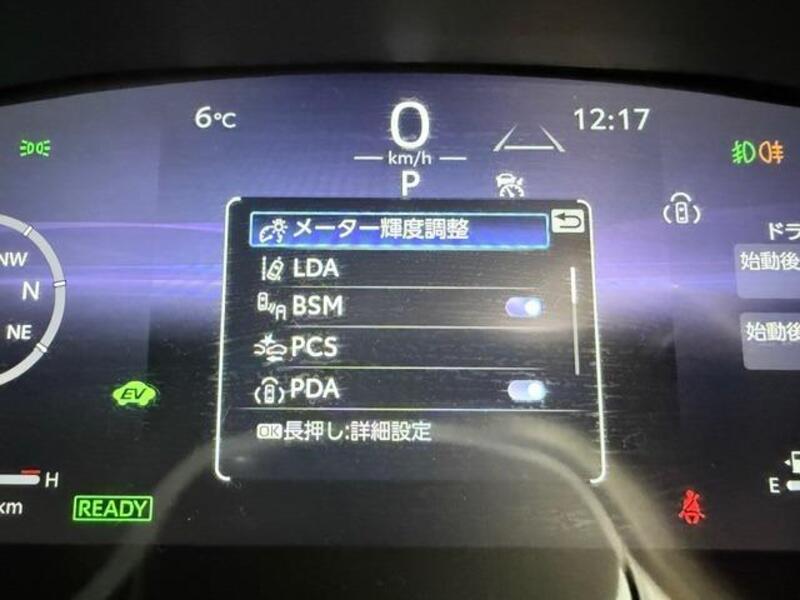 6℃
0
km/h
P
12:17
メーター輝度調整
LDA
BSM
PCS
PDA
OK長押し:詳細設定
NW
N
NE
EV
H
km
READY
ドラ
始動後
始動後
E